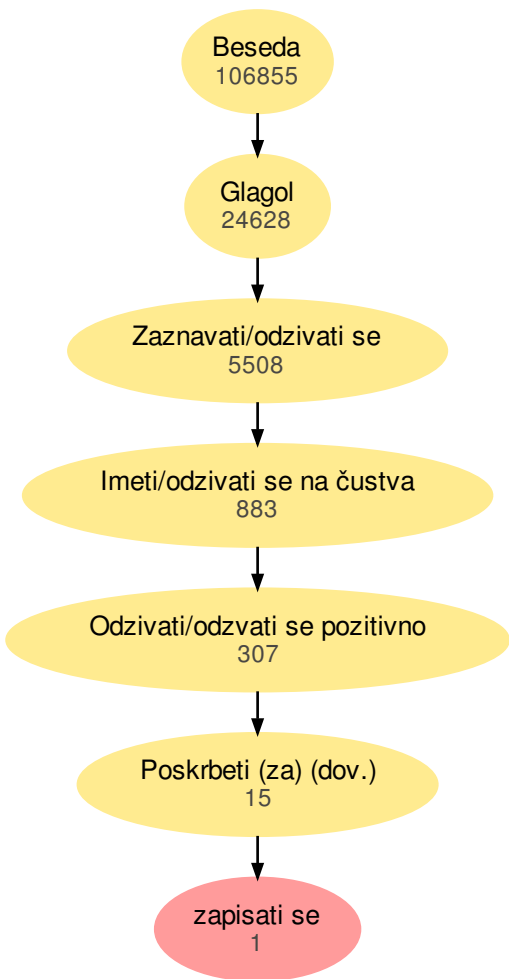 Beseda
106855
Glagol
24628
Zaznavati/odzivati se
5508
Imeti/odzivati se na čustva
883
Odzivati/odzvati se pozitivno
307
Poskrbeti (za) (dov.)
15
zapisati se
1